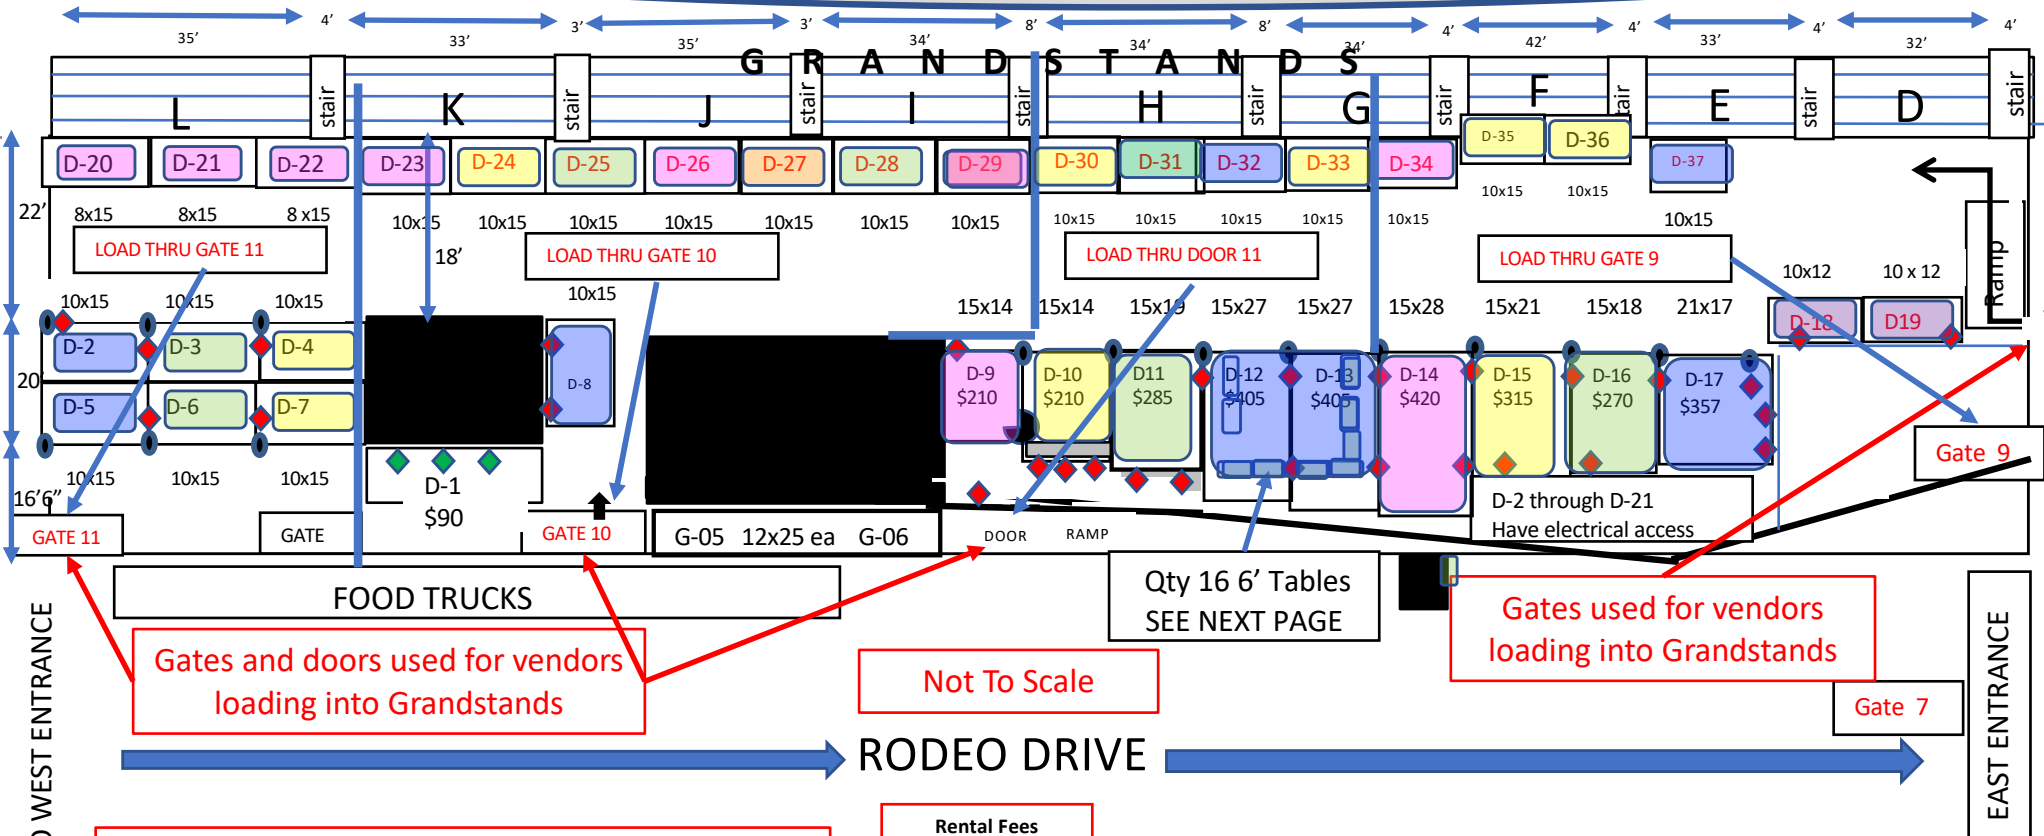 35’ 4’ 33’ 3’ 35’ 3’ 34’ 8’ 34’ 8’ 34’ 4’ 42’ 4’ 33’ 4’ 32’ 4’
G R A N D S T A N D S
L stair K stair J stair I stair H stair G stair F stair E stair D stair
D-35 D-36
D-20 D-21 D-22 D-23 D-24 D-25 D-26 D-27 D-28 D-29 D-30 D-31 D-32 D-33 D-34 D-37
10x15 10x15
22’ 8x15 8x15 8 x15 10x15 10x15 10x15 10x15 10x15 10x15 10x15 10x15 10x15 10x15 10x15 10x15 10x15
LOAD THRU GATE 11
18’
LOAD THRU GATE 10
LOAD THRU DOOR 11
LOAD THRU GATE 9
Ramp
10x12 10 x 12
10x15 10x15 10x15 10x15 15x14 15x14 15x19 15x27 15x27 15x28 15x21 15x18 21x17
D-18 D19
D-2 D-3 D-4
20’
D-5 D-6 D-7
D-8
D-9
$210
D-10
$210
D11
$285
D-12
$405
D-13
$405
D-14
$420
D-15
$315
D-16
$270
D-17
$357
Gate 9
10x15 10x15 10x15
16’6”
D-1
$90
D-2 through D-21
Have electrical access
GATE 11 GATE GATE 10 G-05 12x25 ea G-06 DOOR RAMP
FOOD TRUCKS
Qty 16 6’ Tables
SEE NEXT PAGE
Gates used for vendors
loading into Grandstands
Gates and doors used for vendors
loading into Grandstands
Not To Scale
Gate 7
WEST ENTRANCE
EAST ENTRANCE
RODEO DRIVE
Rental Fees